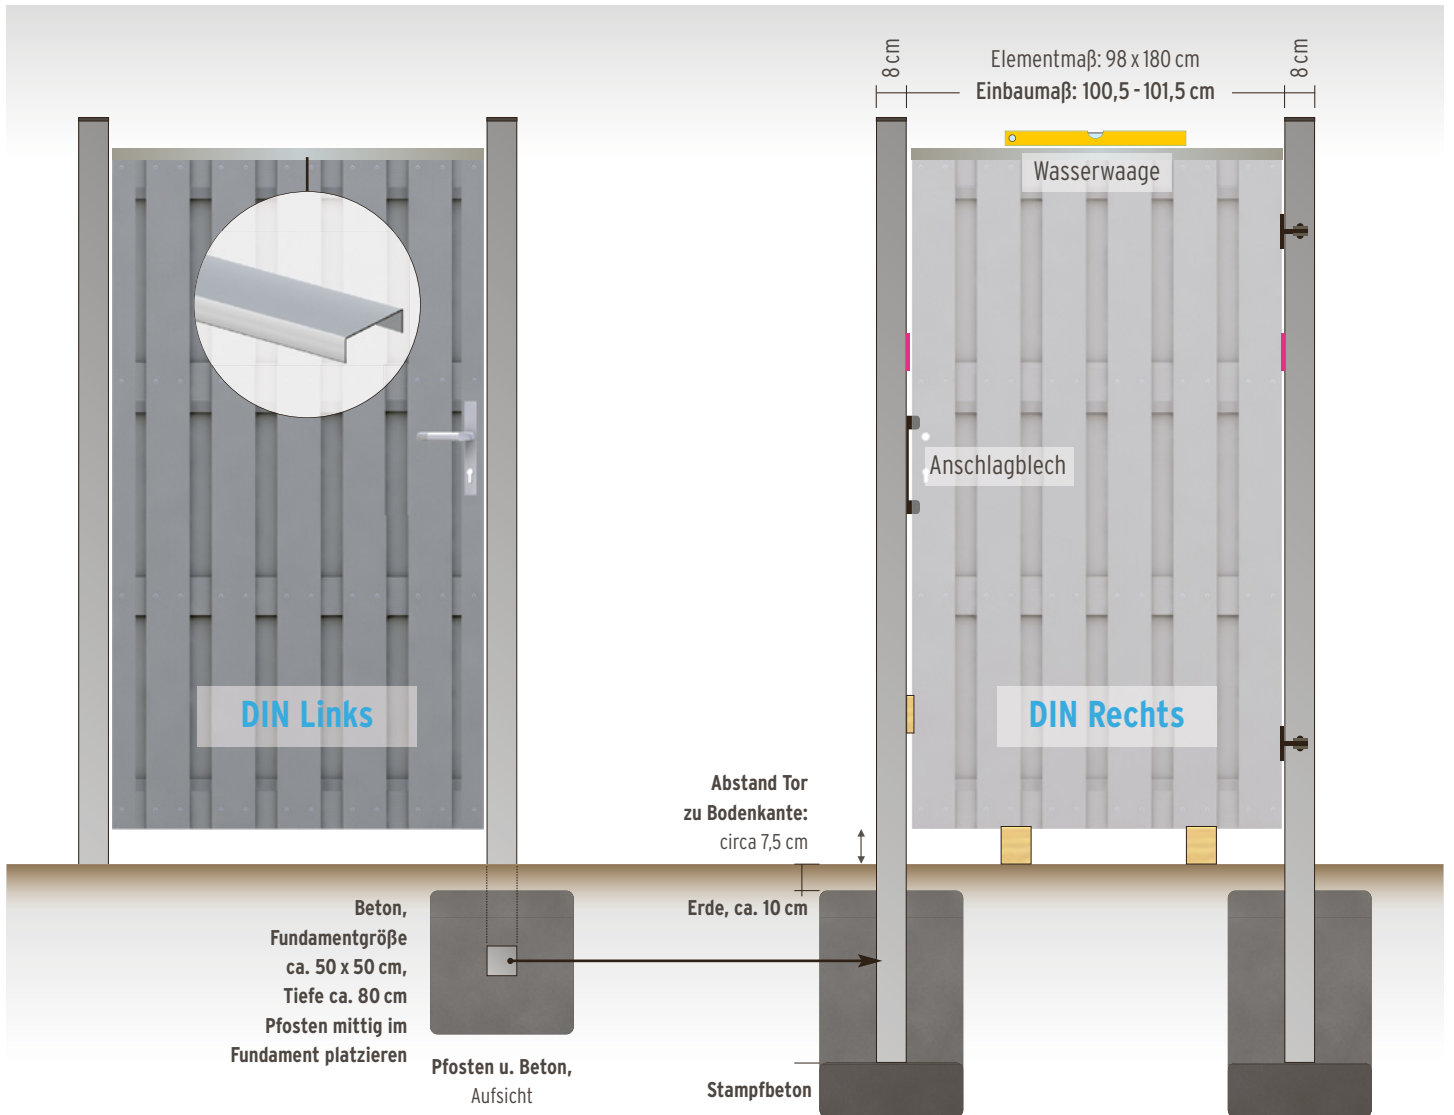 8 cm
Elementmaß: 98 x 180 cm
Einbaumaß: 100,5 - 101,5 cm
8 cm
Wasserwaage
Anschlagblech
DIN Links
DIN Rechts
Abstand Tor
zu Bodenkante:
circa 7,5 cm
Erde, ca. 10 cm
Beton,
Fundamentgröße
ca. 50 x 50 cm,
Tiefe ca. 80 cm
Pfosten mittig im
Fundament platzieren
Pfosten u. Beton,
Aufsicht
Stampfbeton